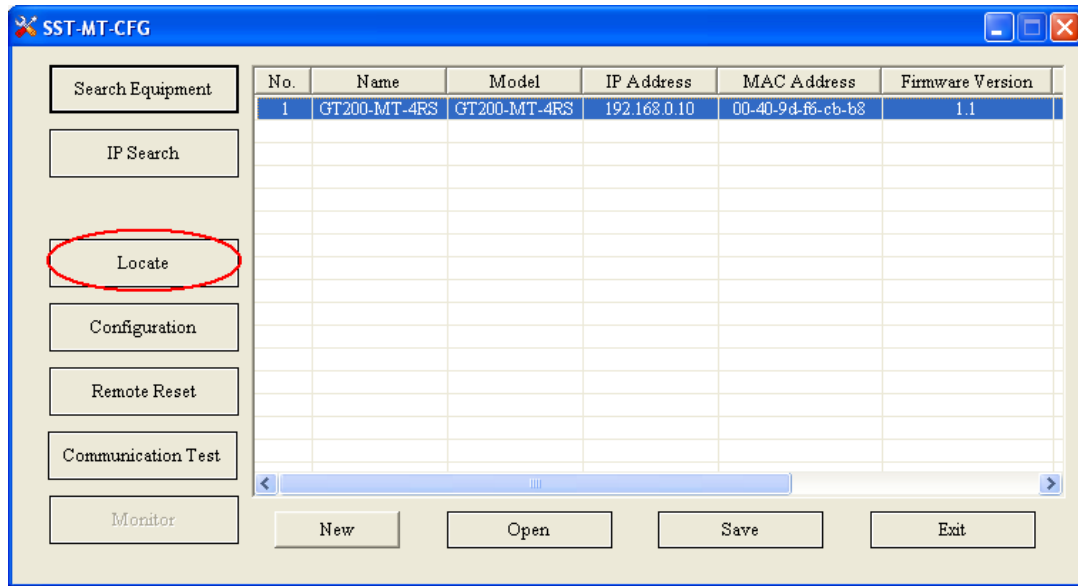 SST-MT-CFG
Search Equipment
IP Search
Locate
Configuration
Remote Reset
Communication Test
Monitor
No. Name Model IP Address MAC Address Firmware Version
1 GT200-MT-4RS GT200-MT-4RS 192.168.0.10 00-40-9d-f6-cb-b8 1.1
New Open Save Exit